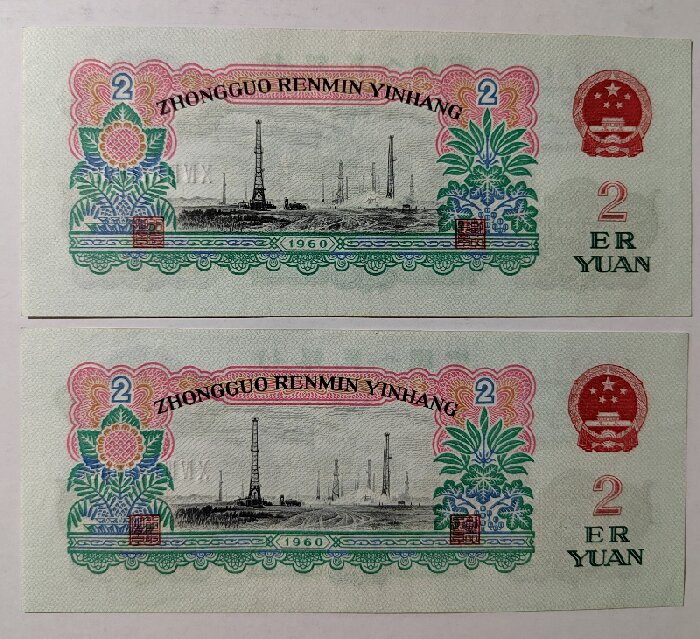 2 ZHONGGUO RENMIN YINHANG 2
2
ER
YUAN
1960
2 ZHONGGUO RENMIN YINHANG 2
2
ER
YUAN
1960